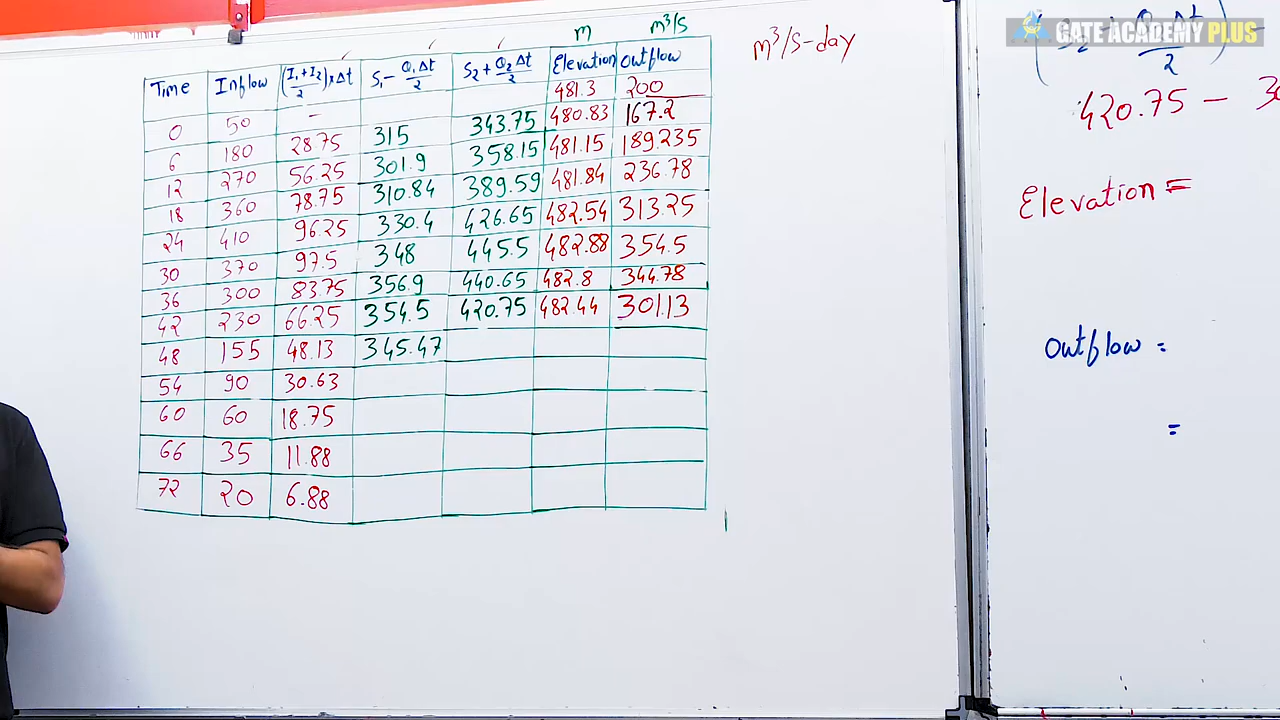 m m³/s
Time Inflow (I₁+I₂/2)×Δt S₁ − Q₁Δt/2 S₂ + Q₂Δt/2 Elevation Outflow
481.3 200
0 50 - 343.75 480.83 167.2
6 180 28.75 315 358.15 481.15 189.235
12 270 56.25 301.9 389.59 481.84 236.78
18 360 78.75 310.84 426.65 482.54 313.25
24 410 96.25 330.4 445.5 482.88 354.5
30 370 97.5 348 440.65 482.8 344.78
36 300 83.75 356.9 420.75 482.44 301.13
42 230 66.25 354.5
48 155 48.13 345.47
54 90 30.63
60 60 18.75
66 35 11.88
72 20 6.88
m³/s-day
GATE ACADEMY PLUS
2
420.75 − 30
Elevation =
Outflow =
=